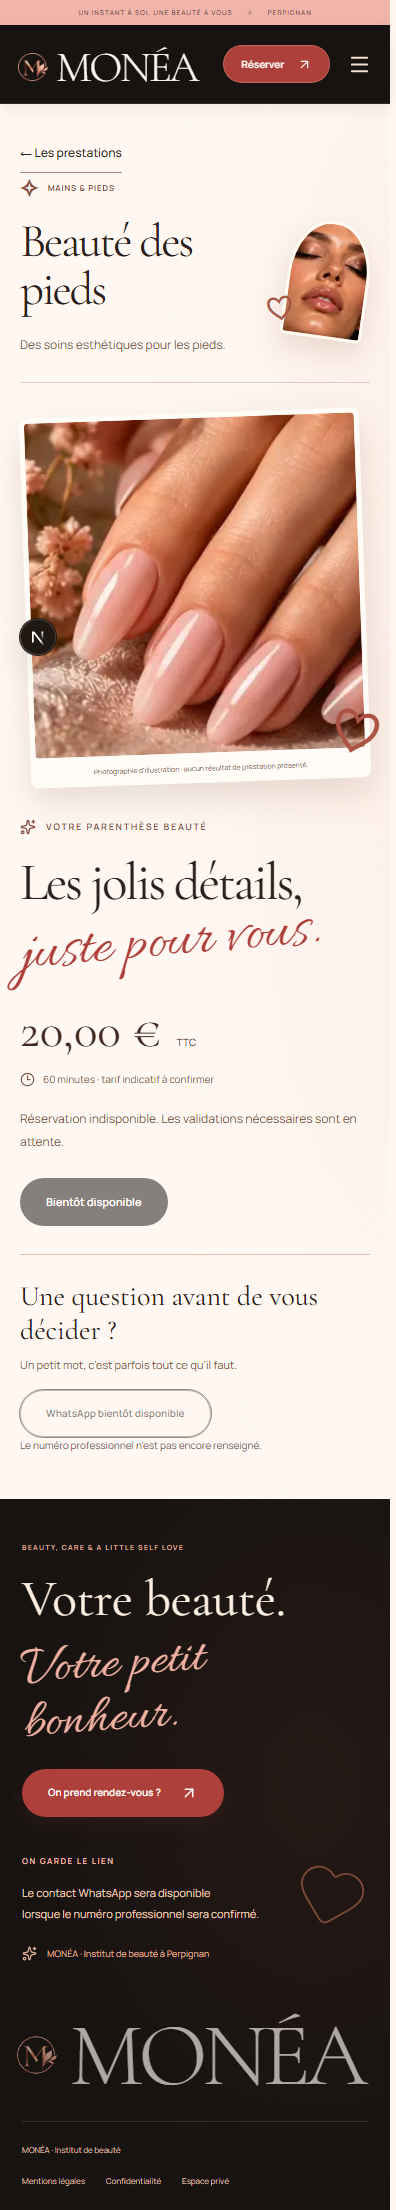 UN INSTANT À SOI, UNE BEAUTÉ À VOUS ✧ PERPIGNAN
M MONÉA Réserver
← Les prestations
MAINS & PIEDS
Beauté des
pieds
Des soins esthétiques pour les pieds.
N
Photographie d'illustration · aucun résultat de prestation présenté.
VOTRE PARENTHÈSE BEAUTÉ
Les jolis détails,
juste pour vous.
20,00 € TTC
60 minutes · tarif indicatif à confirmer
Réservation indisponible. Les validations nécessaires sont en
attente.
Bientôt disponible
Une question avant de vous
décider ?
Un petit mot, c'est parfois tout ce qu'il faut.
WhatsApp bientôt disponible
Le numéro professionnel n'est pas encore renseigné.
BEAUTY, CARE & A LITTLE SELF LOVE
Votre beauté.
Votre petit
bonheur.
On prend rendez-vous ?
ON GARDE LE LIEN
Le contact WhatsApp sera disponible
lorsque le numéro professionnel sera confirmé.
MONÉA · Institut de beauté à Perpignan
M MONÉA
MONÉA · Institut de beauté
Mentions légales Confidentialité Espace privé